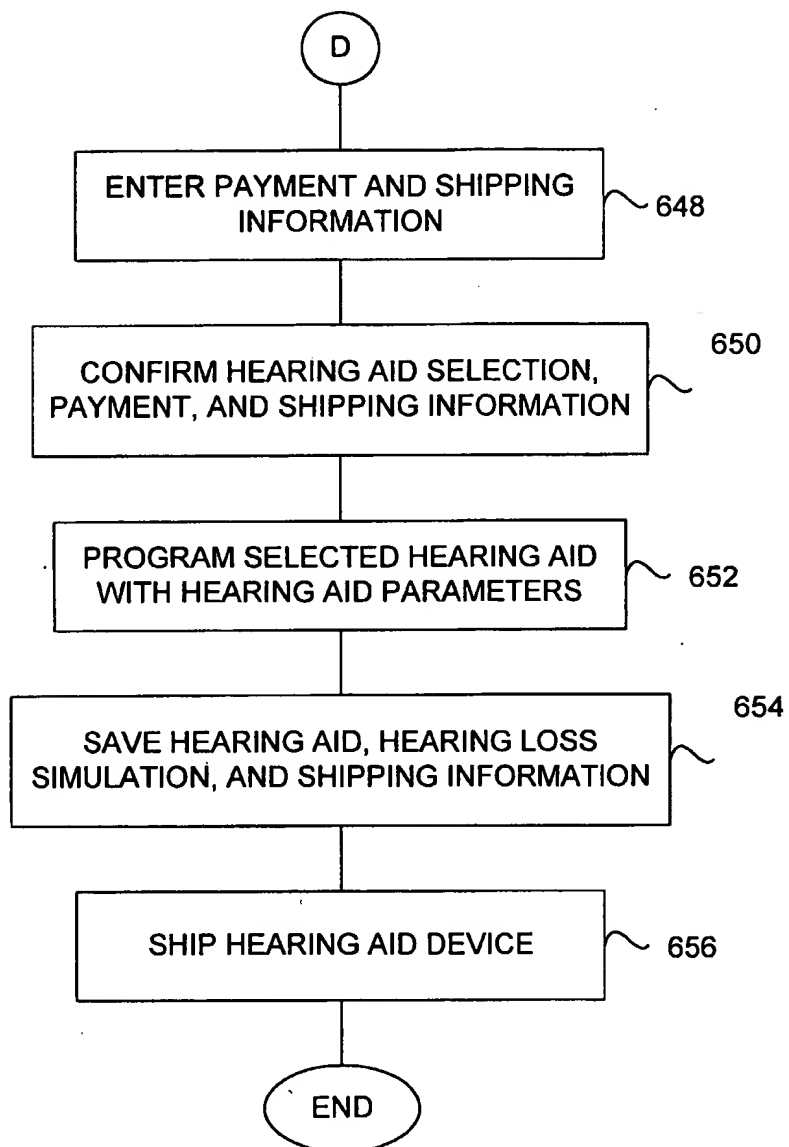 D
ENTER PAYMENT AND SHIPPING
INFORMATION
648
650
CONFIRM HEARING AID SELECTION,
PAYMENT, AND SHIPPING INFORMATION
PROGRAM SELECTED HEARING AID
WITH HEARING AID PARAMETERS
652
654
SAVE HEARING AID, HEARING LOSS
SIMULATION, AND SHIPPING INFORMATION
SHIP HEARING AID DEVICE
656
END